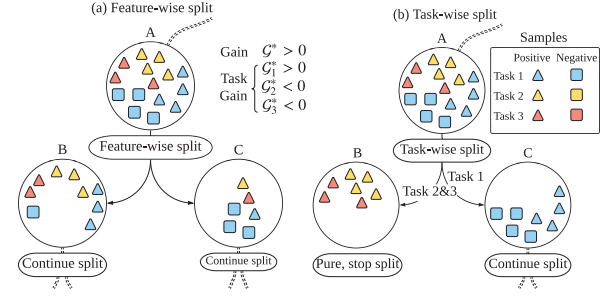 (a) Feature-wise split
(b) Task-wise split
A
Gain 𝒢* > 0
Task Gain
𝒢₁* > 0
𝒢₂* < 0
𝒢₃* < 0
Feature-wise split
B
C
Continue split
Continue split
A
Samples
Positive Negative
Task 1
Task 2
Task 3
Task-wise split
B
Task 1
C
Task 2&3
Pure, stop split
Continue split